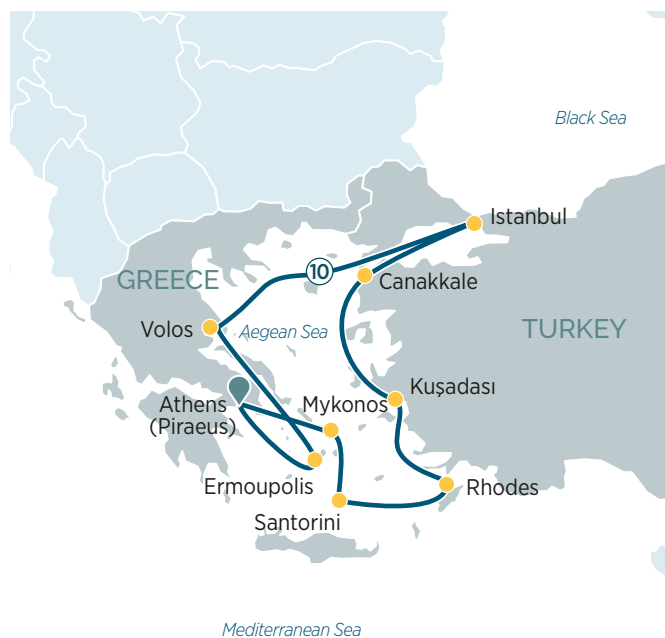 Black Sea
Istanbul
10
GREECE
Canakkale
Volos
Aegean Sea
TURKEY
Kuşadası
Athens
(Piraeus)
Mykonos
Ermoupolis
Rhodes
Santorini
Mediterranean Sea